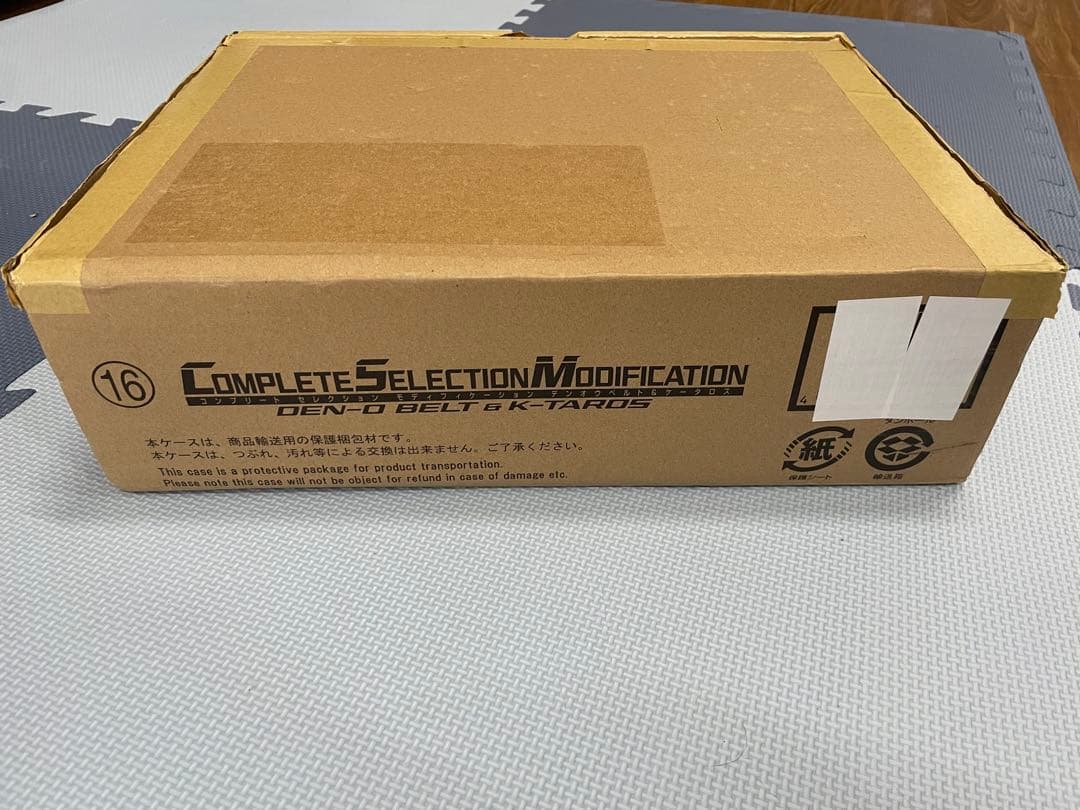 16
COMPLETE SELECTION MODIFICATION
コンプリート セレクション モディフィケーション デンオウベルト&ケータロス
DEN-O BELT & K-TAROS
本ケースは、商品輸送用の保護梱包材です。
本ケースは、つぶれ、汚れ等による交換は出来ません。ご了承ください。
This case is a protective package for product transportation.
Please note this case will not be object for refund in case of damage etc.
4
ダンボール
紙
保護シート
輸送箱